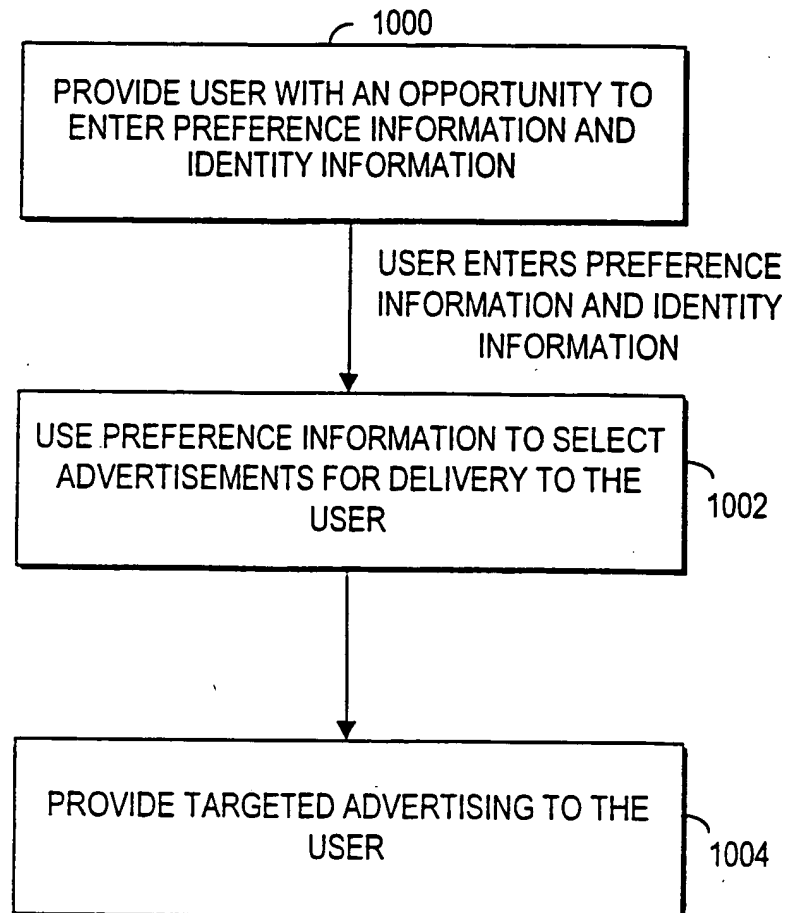 1000
PROVIDE USER WITH AN OPPORTUNITY TO
ENTER PREFERENCE INFORMATION AND
IDENTITY INFORMATION
USER ENTERS PREFERENCE
INFORMATION AND IDENTITY
INFORMATION
USE PREFERENCE INFORMATION TO SELECT
ADVERTISEMENTS FOR DELIVERY TO THE
USER
1002
PROVIDE TARGETED ADVERTISING TO THE
USER
1004